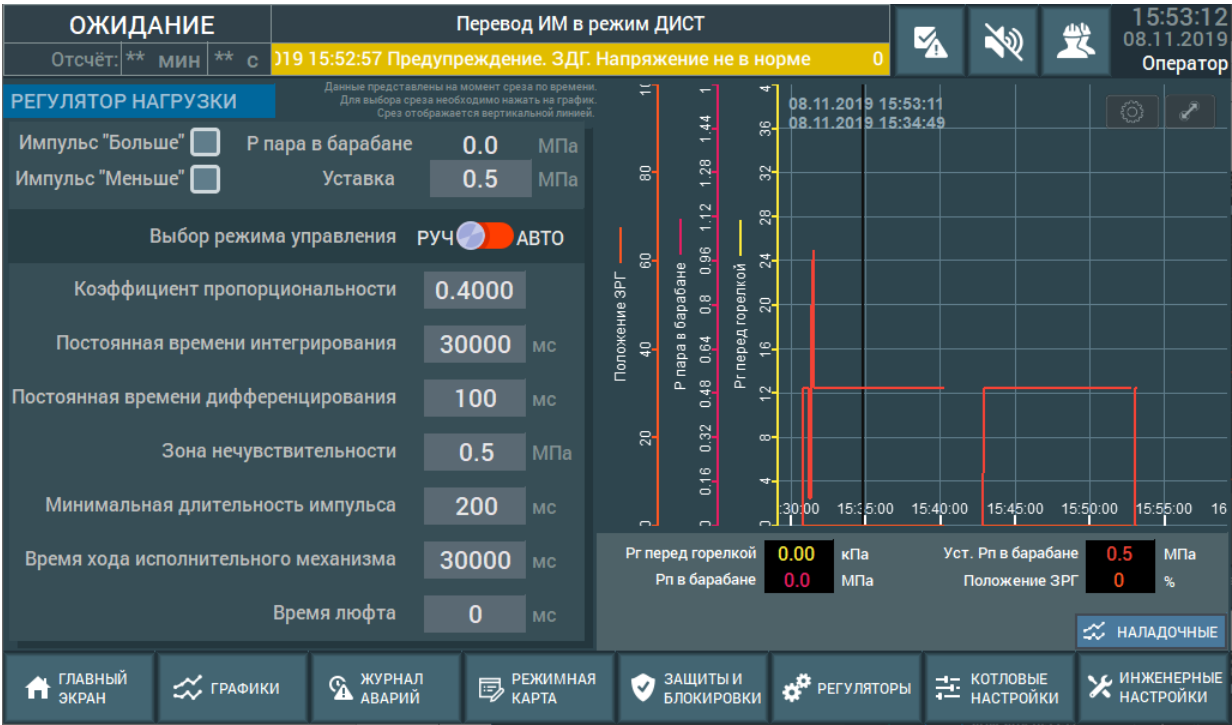 ОЖИДАНИЕ
Перевод ИМ в режим ДИСТ
15:53:12
08.11.2019
Оператор
Отсчёт: ** мин ** с
019 15:52:57 Предупреждение. ЗДГ. Напряжение не в норме 0
РЕГУЛЯТОР НАГРУЗКИ
Данные представлены на момент среза по времени.
Для выбора среза необходимо нажать на график.
Срез отображается вертикальной линией.
Импульс "Больше"
Р пара в барабане 0.0 МПа
Импульс "Меньше"
Уставка 0.5 МПа
Выбор режима управления РУЧ АВТО
Коэффициент пропорциональности 0.4000
Постоянная времени интегрирования 30000 мс
Постоянная времени дифференцирования 100 мс
Зона нечувствительности 0.5 МПа
Минимальная длительность импульса 200 мс
Время хода исполнительного механизма 30000 мс
Время люфта 0 мс
08.11.2019 15:53:11
08.11.2019 15:34:49
Положение ЗРГ
0 20 40 60 80
Р пара в барабане
0 0.16 0.32 0.48 0.64 0.8 0.96 1.12 1.28 1.44
Рг перед горелкой
0 4 8 12 16 20 24 28 32 36 4
:30:00 15:35:00 15:40:00 15:45:00 15:50:00 15:55:00 16
Рг перед горелкой 0.00 кПа
Уст. Рп в барабане 0.5 МПа
Рп в барабане 0.0 МПа
Положение ЗРГ 0 %
НАЛАДОЧНЫЕ
ГЛАВНЫЙ
ЭКРАН
ГРАФИКИ
ЖУРНАЛ
АВАРИЙ
РЕЖИМНАЯ
КАРТА
ЗАЩИТЫ И
БЛОКИРОВКИ
РЕГУЛЯТОРЫ
КОТЛОВЫЕ
НАСТРОЙКИ
ИНЖЕНЕРНЫЕ
НАСТРОЙКИ